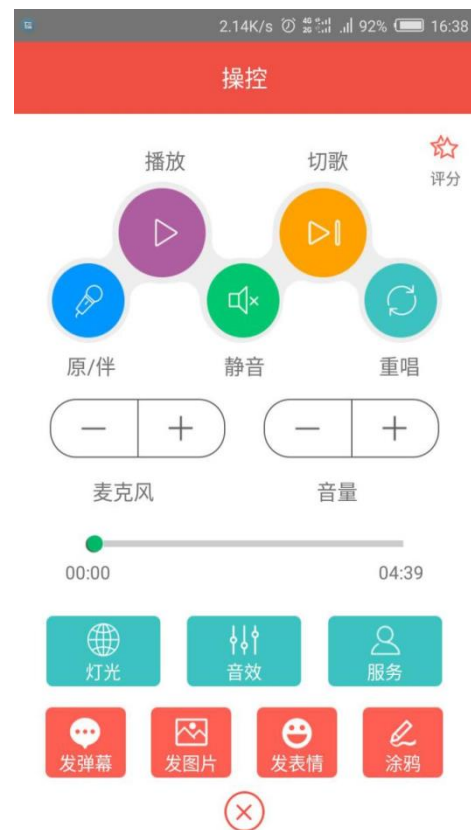 2.14K/s 4G 2G 92% 16:38
操控
播放 切歌 评分
原/伴 静音 重唱
麦克风 音量
00:00 04:39
灯光 音效 服务
发弹幕 发图片 发表情 涂鸦